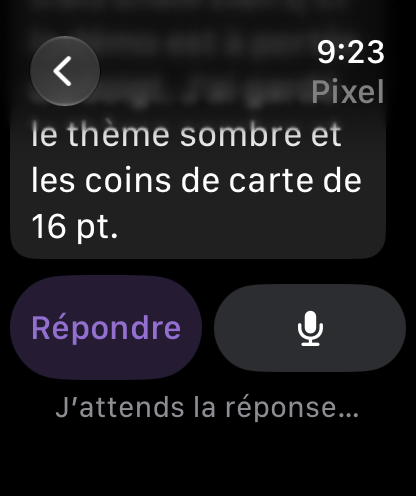 9:23
Pixel
le thème sombre et
les coins de carte de
16 pt.
Répondre
J'attends la réponse…